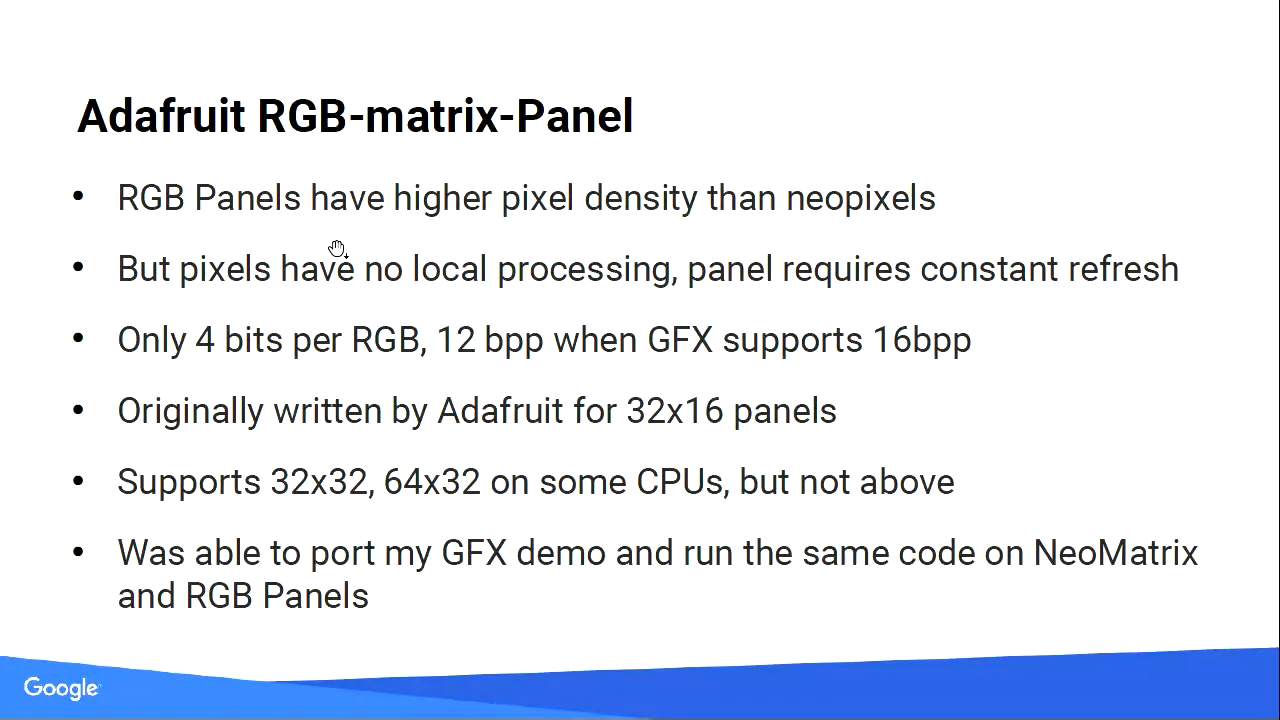 Adafruit RGB-matrix-Panel
• RGB Panels have higher pixel density than neopixels
• But pixels have no local processing, panel requires constant refresh
• Only 4 bits per RGB, 12 bpp when GFX supports 16bpp
• Originally written by Adafruit for 32x16 panels
• Supports 32x32, 64x32 on some CPUs, but not above
• Was able to port my GFX demo and run the same code on NeoMatrix
and RGB Panels
Google